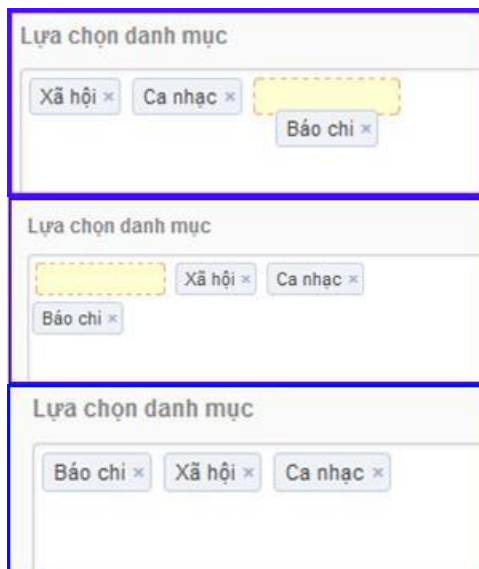 Lựa chọn danh mục
Xã hội × Ca nhạc ×
Báo chi ×
Lựa chọn danh mục
Xã hội × Ca nhạc ×
Báo chi ×
Lựa chọn danh mục
Báo chi × Xã hội × Ca nhạc ×